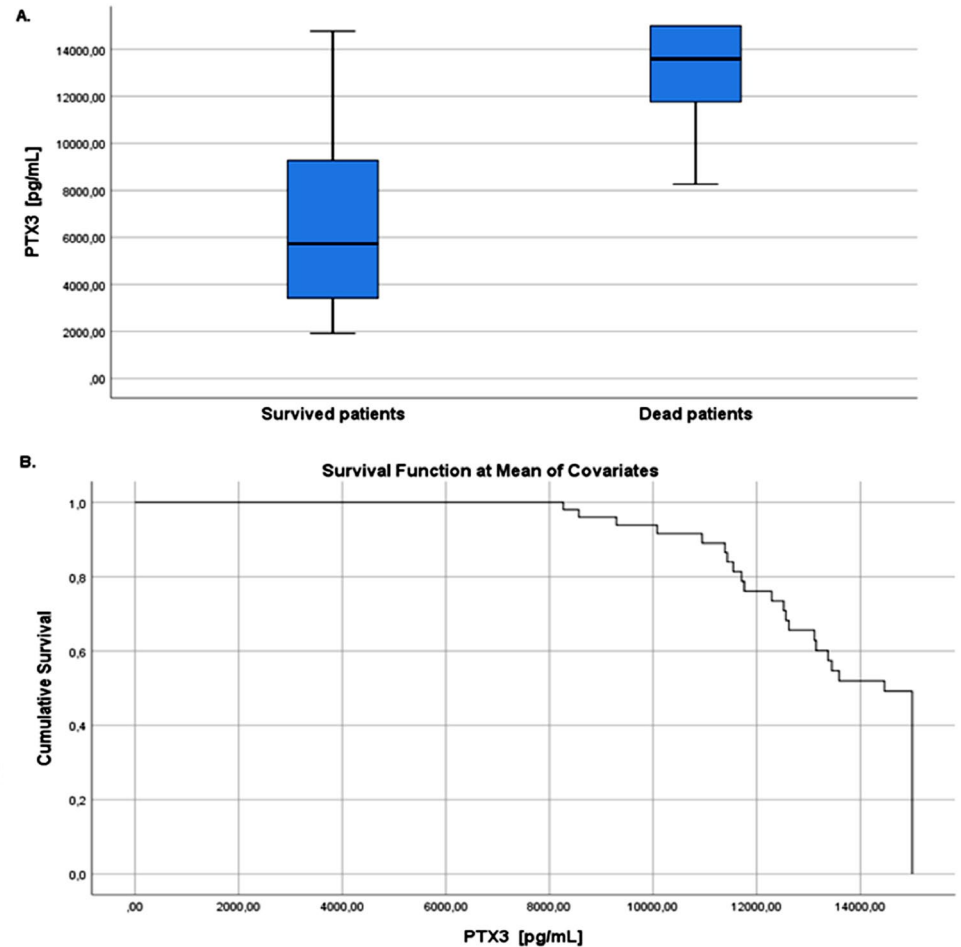 A.
14000,00
12000,00
10000,00
8000,00
6000,00
4000,00
2000,00
,00
PTX3 [pg/mL]
Survived patients Dead patients
B.
Survival Function at Mean of Covariates
1,0
0,8
0,6
0,4
0,2
0,0
Cumulative Survival
,00 2000,00 4000,00 6000,00 8000,00 10000,00 12000,00 14000,00
PTX3 [pg/mL]